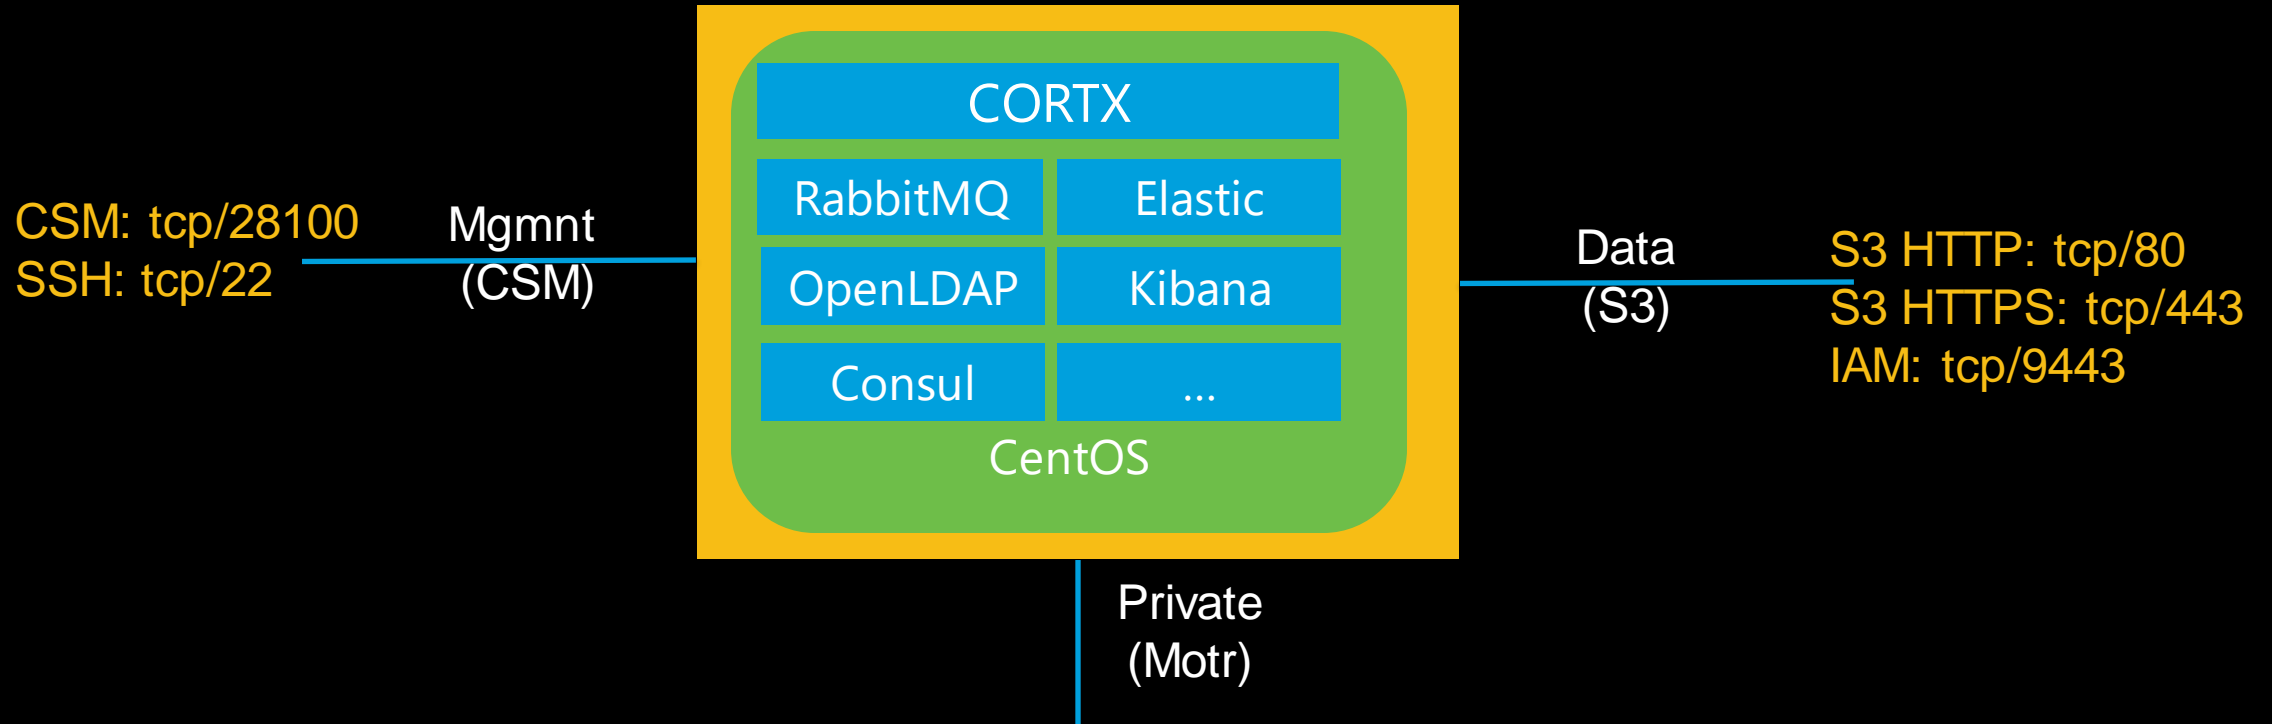 CORTX
RabbitMQ
Elastic
OpenLDAP
Kibana
Consul
...
CentOS
CSM: tcp/28100
SSH: tcp/22
Mgmnt
(CSM)
Data
(S3)
S3 HTTP: tcp/80
S3 HTTPS: tcp/443
IAM: tcp/9443
Private
(Motr)